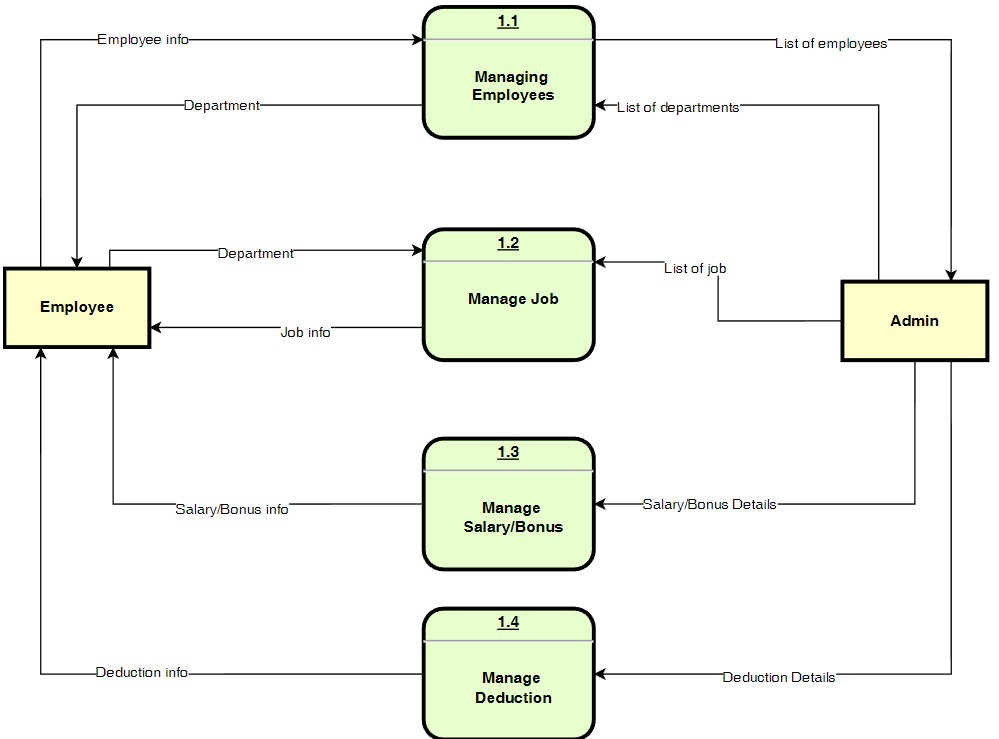 1.1
Employee info
List of employees
Managing
Employees
Department
List of departments
1.2
Department
List of job
Employee
Manage Job
Admin
Job info
1.3
Salary/Bonus info
Manage
Salary/Bonus
Salary/Bonus Details
1.4
Deduction info
Manage
Deduction
Deduction Details